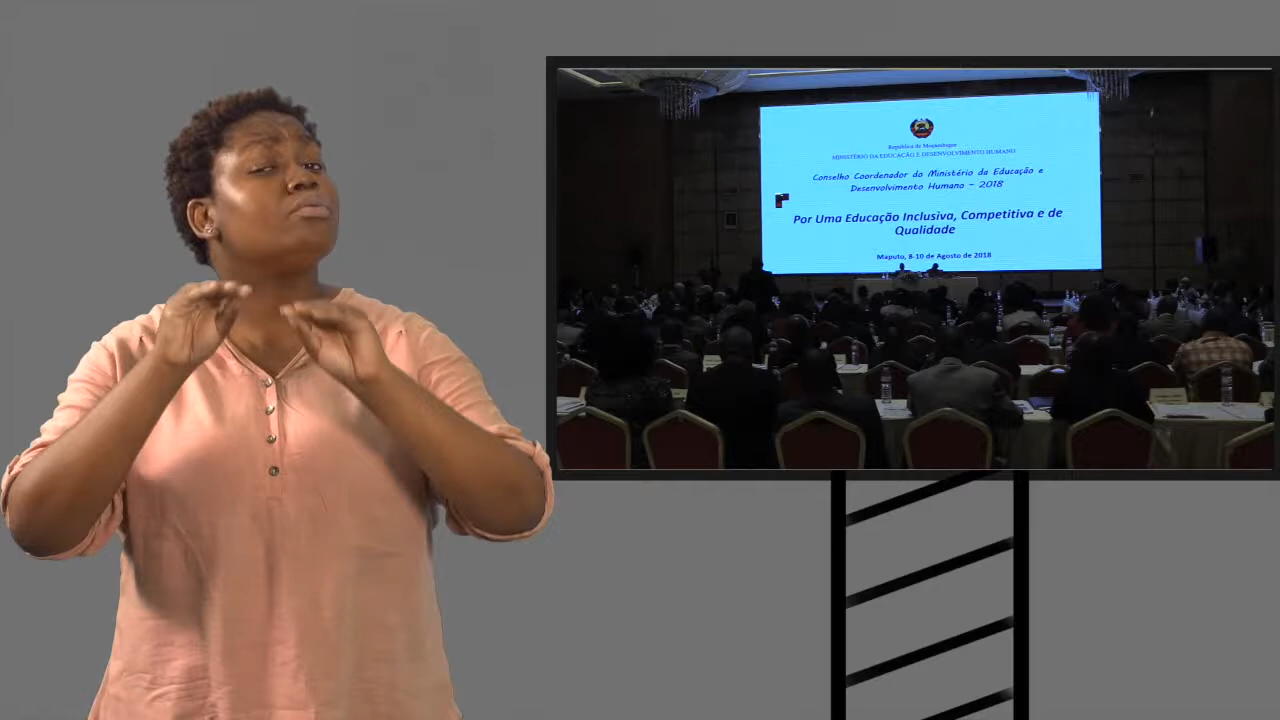 República de Moçambique
MINISTÉRIO DA EDUCAÇÃO E DESENVOLVIMENTO HUMANO
Conselho Coordenador do Ministério da Educação e
Desenvolvimento Humano – 2018
Por Uma Educação Inclusiva, Competitiva e de
Qualidade
Maputo, 8-10 de Agosto de 2018